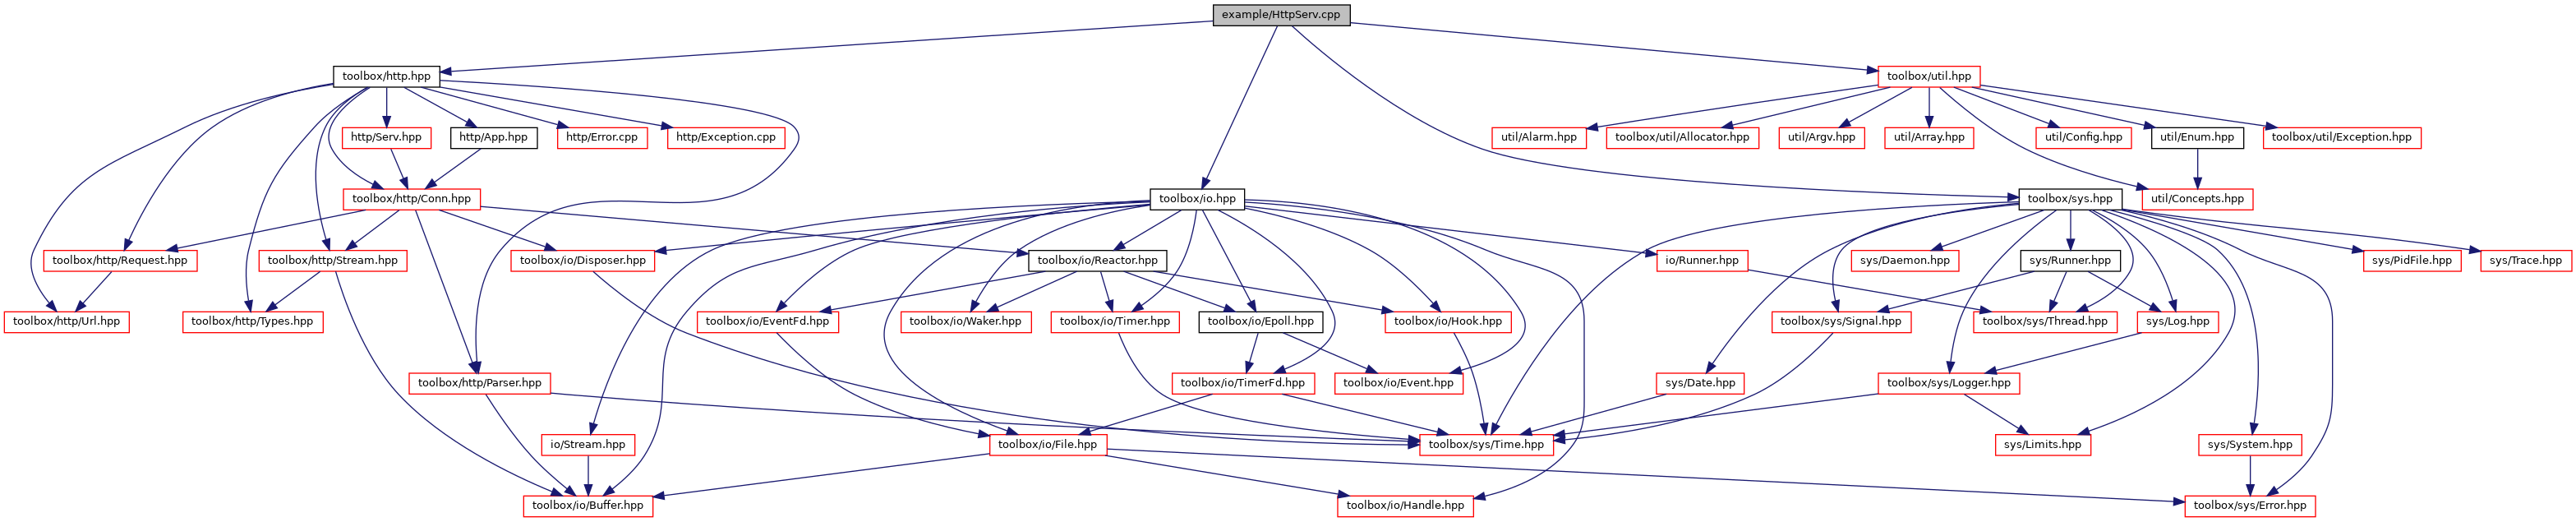 example/HttpServ.cpp
toolbox/http.hpp
toolbox/util.hpp
http/Serv.hpp
http/App.hpp
http/Error.cpp
http/Exception.cpp
util/Alarm.hpp
toolbox/util/Allocator.hpp
util/Argv.hpp
util/Array.hpp
util/Config.hpp
util/Enum.hpp
toolbox/util/Exception.hpp
toolbox/http/Conn.hpp
toolbox/io.hpp
toolbox/sys.hpp
util/Concepts.hpp
toolbox/http/Request.hpp
toolbox/http/Stream.hpp
toolbox/io/Disposer.hpp
toolbox/io/Reactor.hpp
io/Runner.hpp
sys/Daemon.hpp
sys/Runner.hpp
sys/PidFile.hpp
sys/Trace.hpp
toolbox/http/Url.hpp
toolbox/http/Types.hpp
toolbox/io/EventFd.hpp
toolbox/io/Waker.hpp
toolbox/io/Timer.hpp
toolbox/io/Epoll.hpp
toolbox/io/Hook.hpp
toolbox/sys/Signal.hpp
toolbox/sys/Thread.hpp
sys/Log.hpp
toolbox/http/Parser.hpp
toolbox/io/TimerFd.hpp
toolbox/io/Event.hpp
sys/Date.hpp
toolbox/sys/Logger.hpp
io/Stream.hpp
toolbox/io/File.hpp
toolbox/sys/Time.hpp
sys/Limits.hpp
sys/System.hpp
toolbox/io/Buffer.hpp
toolbox/io/Handle.hpp
toolbox/sys/Error.hpp